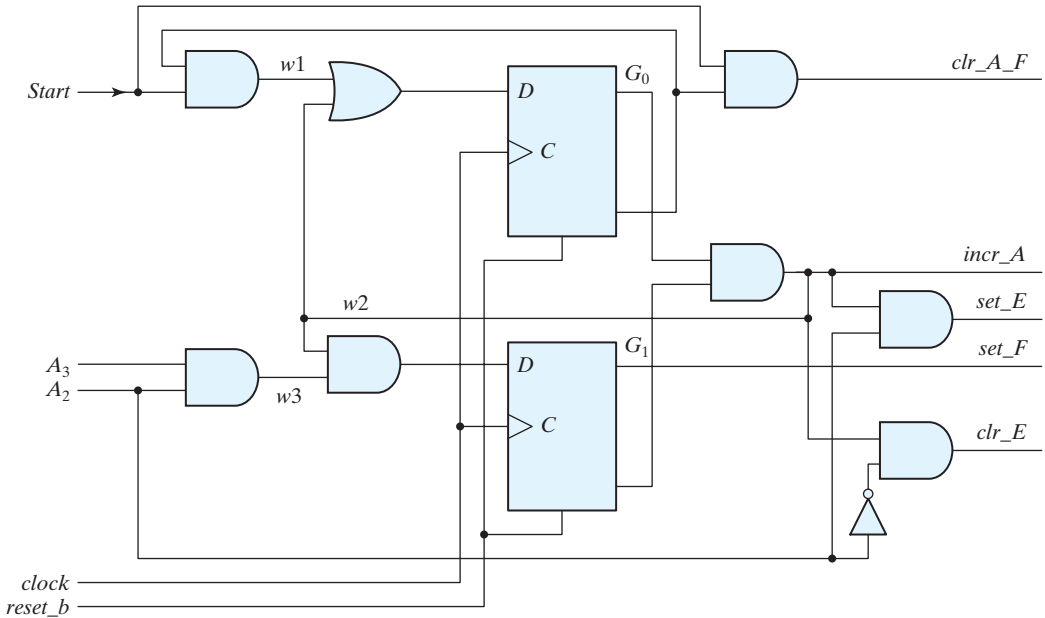 w1
G0
clr_A_F
Start
D
C
incr_A
w2
set_E
G1
set_F
A3
D
A2
w3
C
clr_E
clock
reset_b